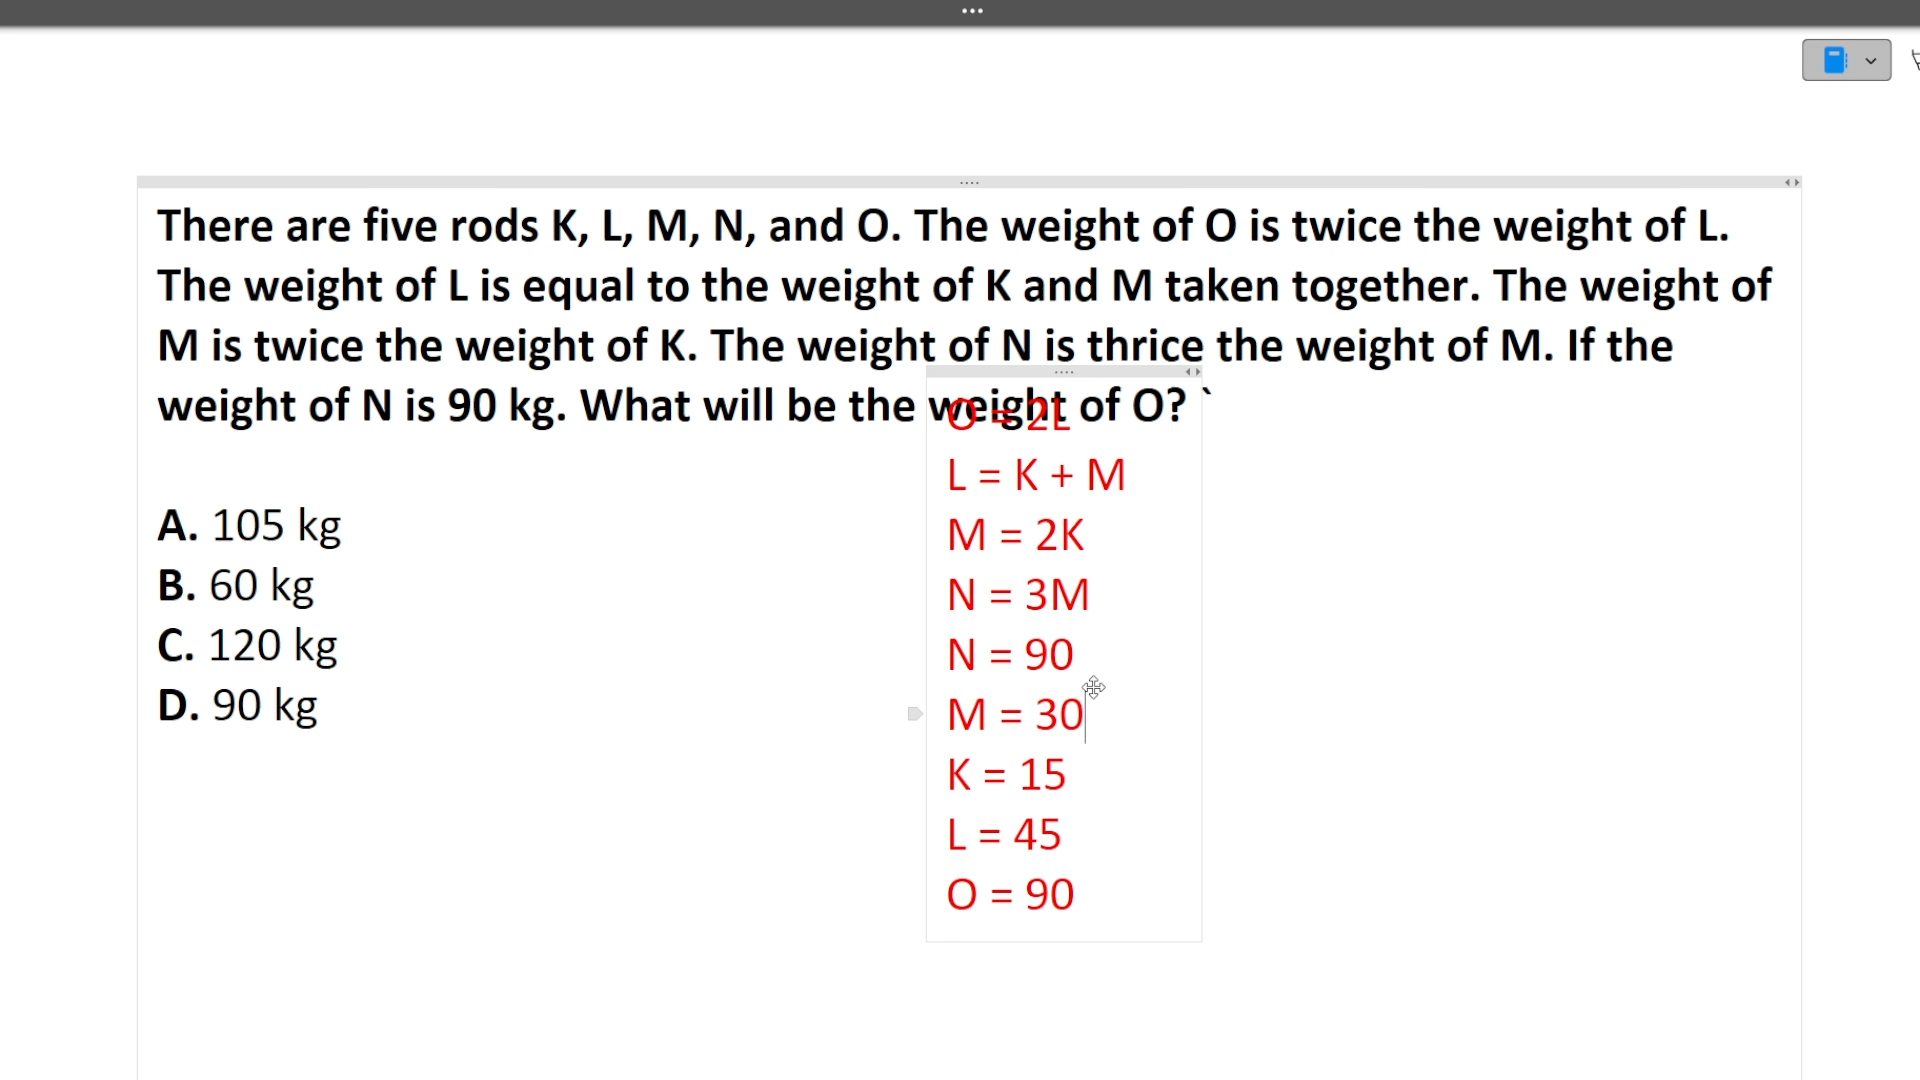 There are five rods K, L, M, N, and O. The weight of O is twice the weight of L.
The weight of L is equal to the weight of K and M taken together. The weight of
M is twice the weight of K. The weight of N is thrice the weight of M. If the
weight of N is 90 kg. What will be the weight of O? `
A. 105 kg
B. 60 kg
C. 120 kg
D. 90 kg
O = 2L
L = K + M
M = 2K
N = 3M
N = 90
M = 30
K = 15
L = 45
O = 90